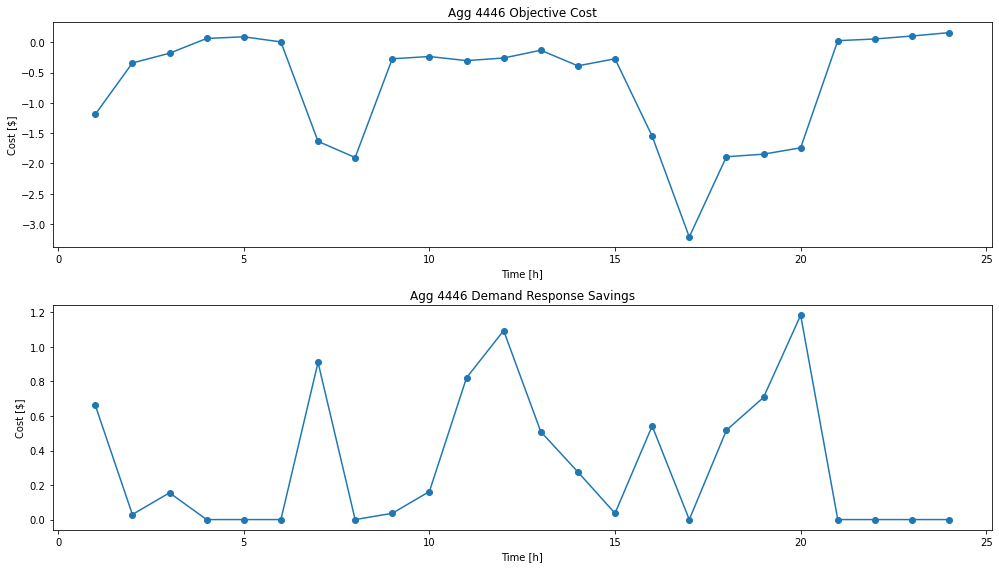 Agg 4446 Objective Cost
0.0
−0.5
−1.0
−1.5
−2.0
−2.5
−3.0
Cost [$]
0 5 10 15 20 25
Time [h]
Agg 4446 Demand Response Savings
1.2
1.0
0.8
0.6
0.4
0.2
0.0
Cost [$]
0 5 10 15 20 25
Time [h]